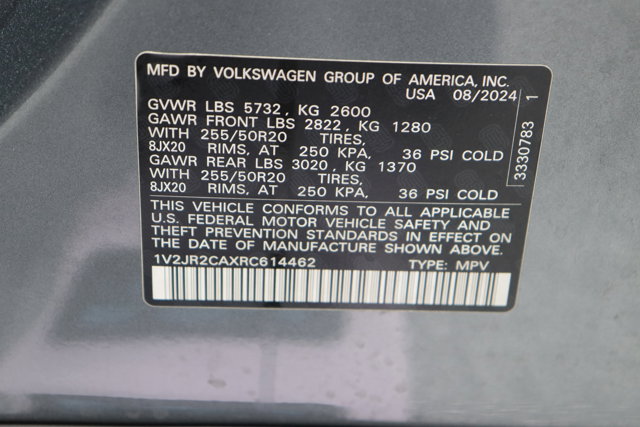 MFD BY VOLKSWAGEN GROUP OF AMERICA, INC.
USA 08/2024
GVWR LBS 5732, KG 2600
GAWR FRONT LBS 2822, KG 1280
WITH 255/50R20 TIRES,
8JX20 RIMS, AT 250 KPA, 36 PSI COLD
GAWR REAR LBS 3020, KG 1370
WITH 255/50R20 TIRES,
8JX20 RIMS, AT 250 KPA, 36 PSI COLD
THIS VEHICLE CONFORMS TO ALL APPLICABLE
U.S. FEDERAL MOTOR VEHICLE SAFETY AND
THEFT PREVENTION STANDARDS IN EFFECT ON
THE DATE OF MANUFACTURE SHOWN ABOVE.
1V2JR2CAXRC614462 TYPE: MPV
3330783 1